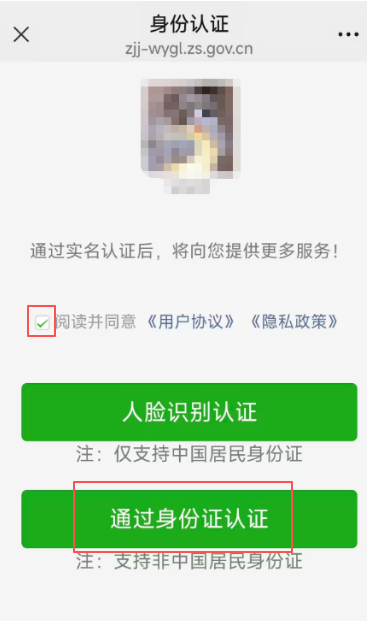 身份认证
zjj-wygl.zs.gov.cn
通过实名认证后，将向您提供更多服务！
阅读并同意 《用户协议》 《隐私政策》
人脸识别认证
注：仅支持中国居民身份证
通过身份证认证
注：支持非中国居民身份证